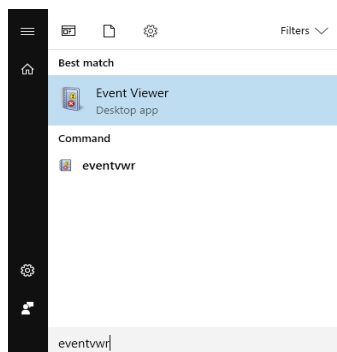 Filters
Best match
Event Viewer
Desktop app
Command
eventvwr
eventvwr